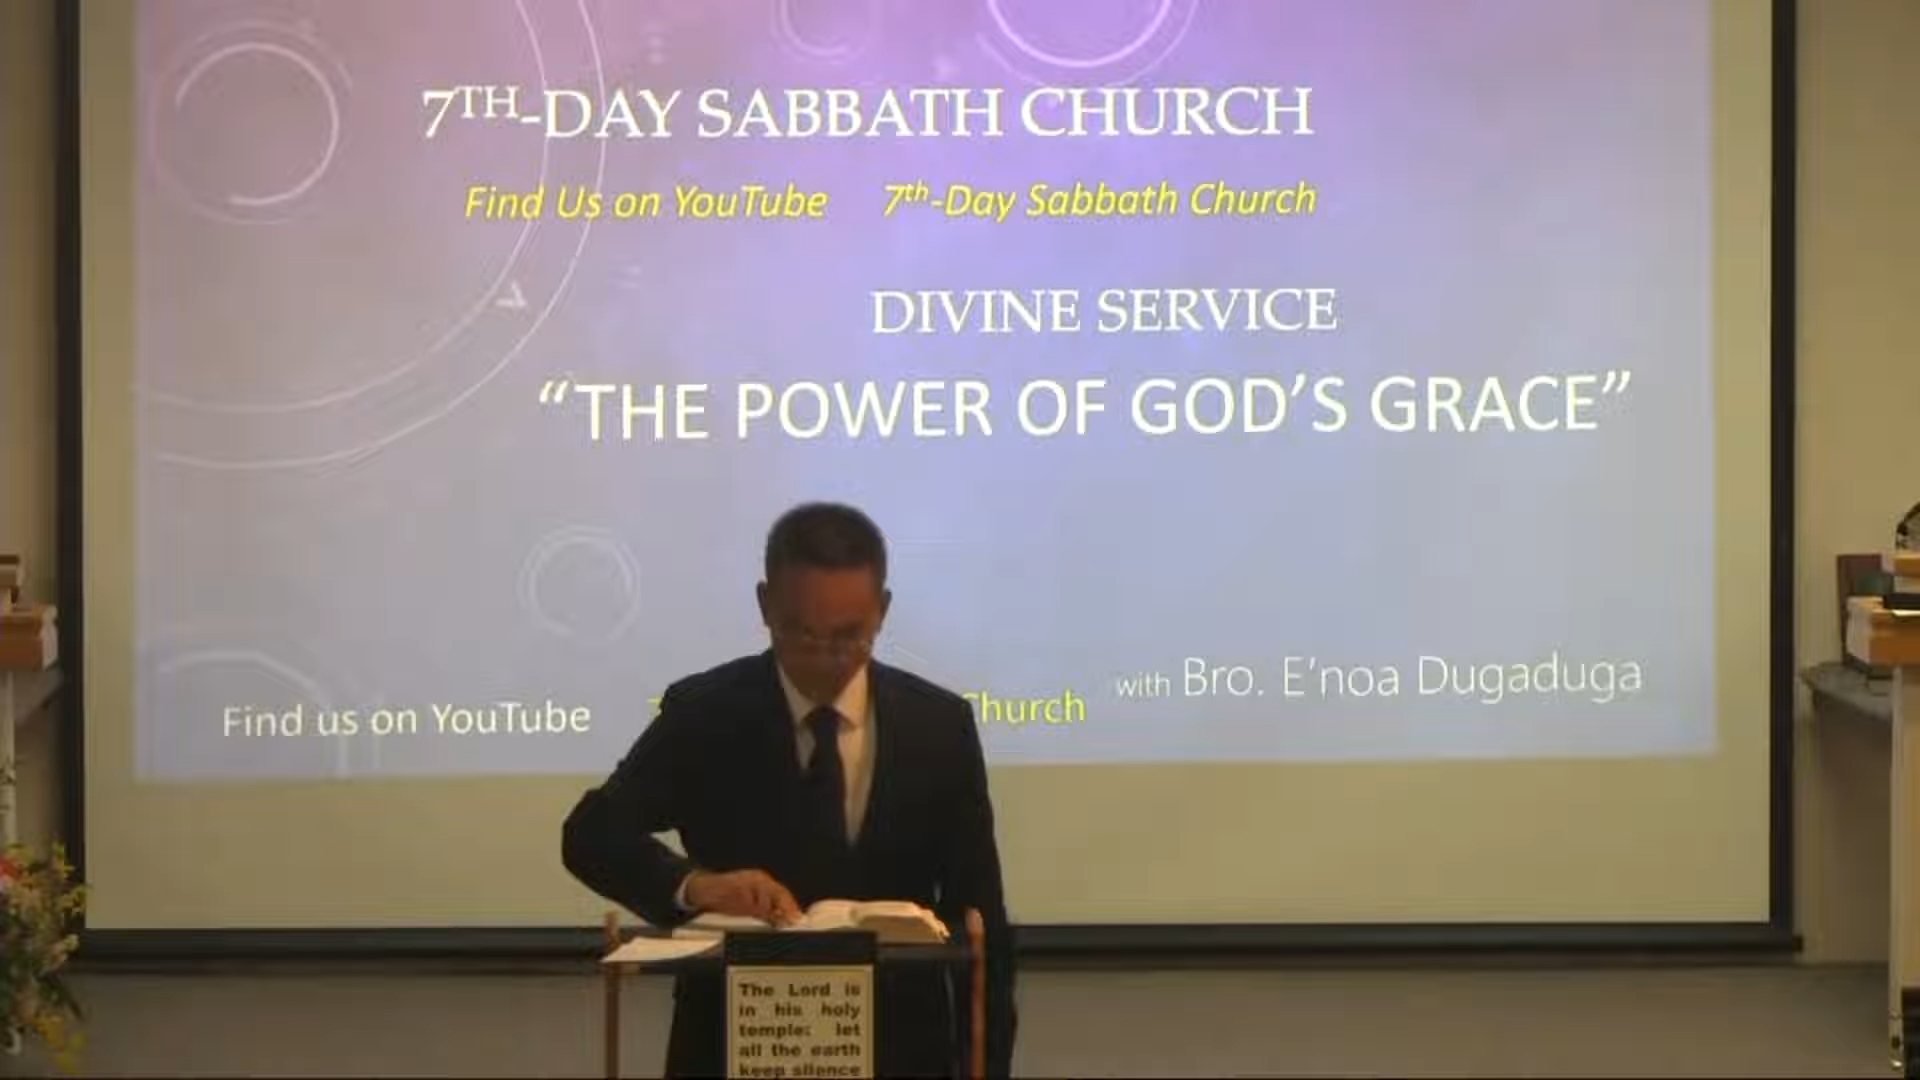 7TH-DAY SABBATH CHURCH
Find Us on YouTube 7th-Day Sabbath Church
DIVINE SERVICE
“THE POWER OF GOD’S GRACE”
with Bro. E’noa Dugaduga
Find us on YouTube Church
The Lord is
in his holy
temple: let
all the earth
keep silence